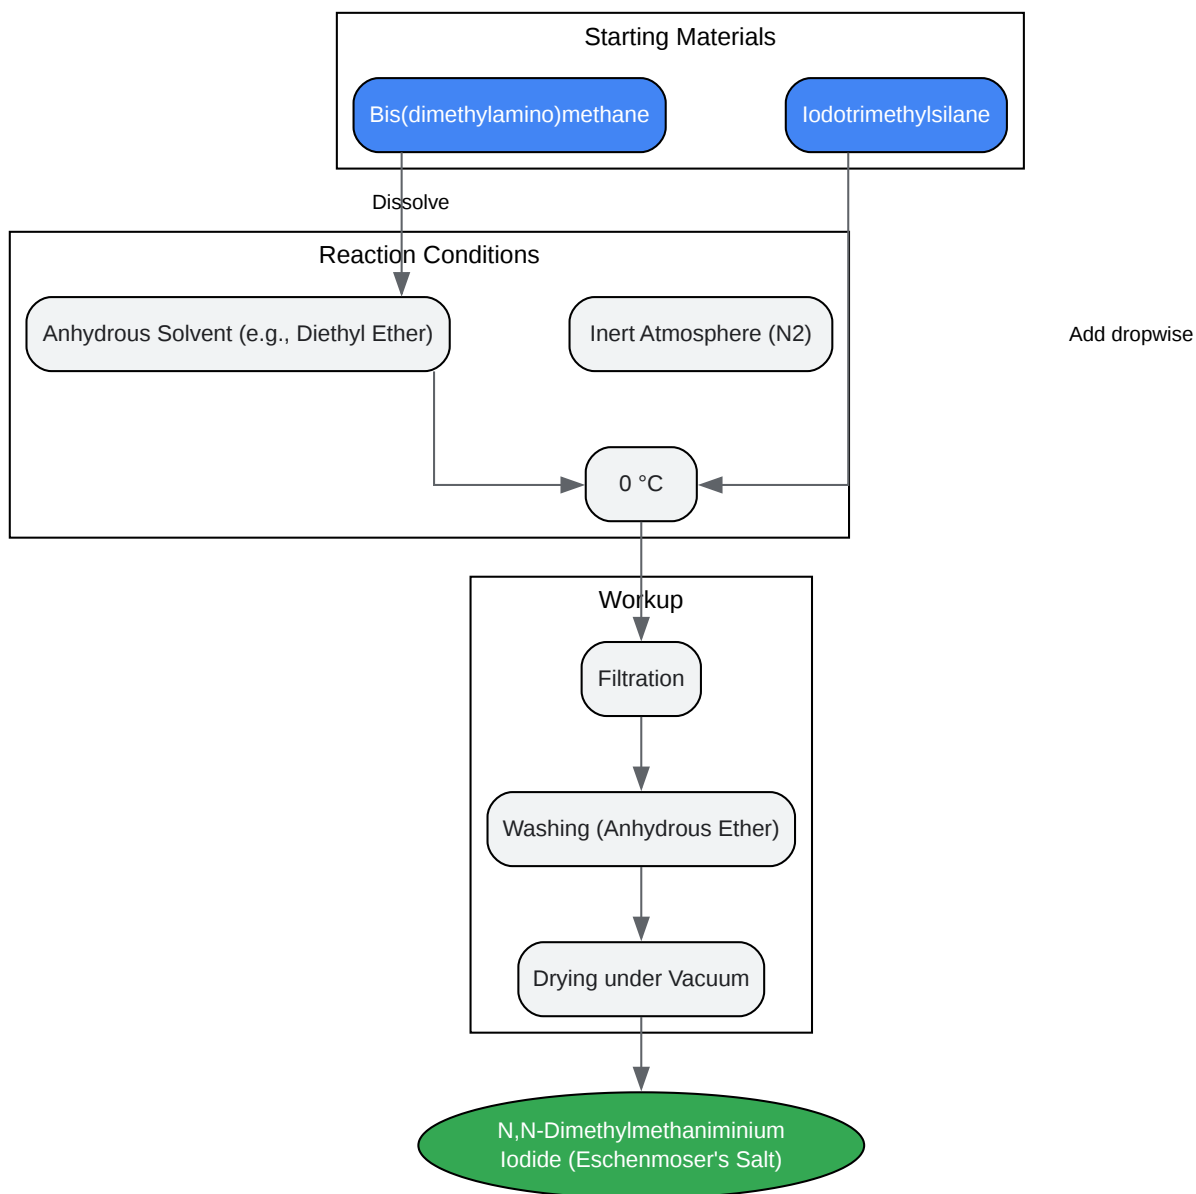 Starting Materials
Bis(dimethylamino)methane
Iodotrimethylsilane
Dissolve
Reaction Conditions
Anhydrous Solvent (e.g., Diethyl Ether)
Inert Atmosphere (N2)
Add dropwise
0 °C
Workup
Filtration
Washing (Anhydrous Ether)
Drying under Vacuum
N,N-Dimethylmethaniminium
Iodide (Eschenmoser's Salt)